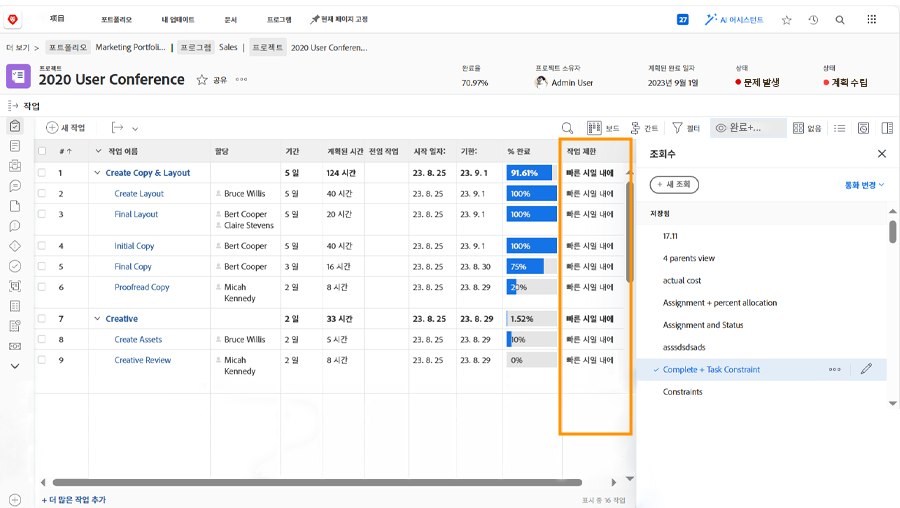 项目 포트폴리오 내 업데이트 문서 프로그램 현재 페이지 고정 27 AI 어시스턴트
더 보기 > 포트폴리오 Marketing Portfoli... | 프로그램 Sales | 프로젝트 2020 User Conferen...
프로젝트
2020 User Conference 공유
완료율
70.97%
프로젝트 소유자
Admin User
계획된 완료 일자
2023년 9월 1일
상태
문제 발생
상태
계획 수립
작업
새 작업 보드 간트 필터 완료+... 없음
# ↑ 작업 이름 할당 기간 계획된 시간 전임 작업 시작 일자: 기한: % 완료 작업 제한
1 Create Copy & Layout 5 일 124 시간 23. 8. 25 23. 9. 1 91.61% 빠른 시일 내에
2 Create Layout Bruce Willis 5 일 40 시간 23. 8. 25 23. 9. 1 100% 빠른 시일 내에
3 Final Layout Bert Cooper 5 일 20 시간 23. 8. 25 23. 9. 1 100% 빠른 시일 내에
Claire Stevens
4 Initial Copy Bert Cooper 5 일 40 시간 23. 8. 25 23. 9. 1 100% 빠른 시일 내에
5 Final Copy Bert Cooper 3 일 16 시간 23. 8. 25 23. 8. 30 75% 빠른 시일 내에
6 Proofread Copy Micah 2 일 8 시간 23. 8. 25 23. 8. 29 20% 빠른 시일 내에
Kennedy
7 Creative 2 일 33 시간 23. 8. 25 23. 8. 29 1.52% 빠른 시일 내에
8 Create Assets Bruce Willis 2 일 5 시간 23. 8. 25 23. 8. 29 10% 빠른 시일 내에
9 Creative Review Micah 2 일 8 시간 23. 8. 25 23. 8. 29 0% 빠른 시일 내에
Kennedy
+ 더 많은 작업 추가
표시 중 16 작업
조회수
+ 새 조회
통화 변경
저장됨
17.11
4 parents view
actual cost
Assignment + percent allocation
Assignment and Status
asssdsdsads
Complete + Task Constraint
Constraints